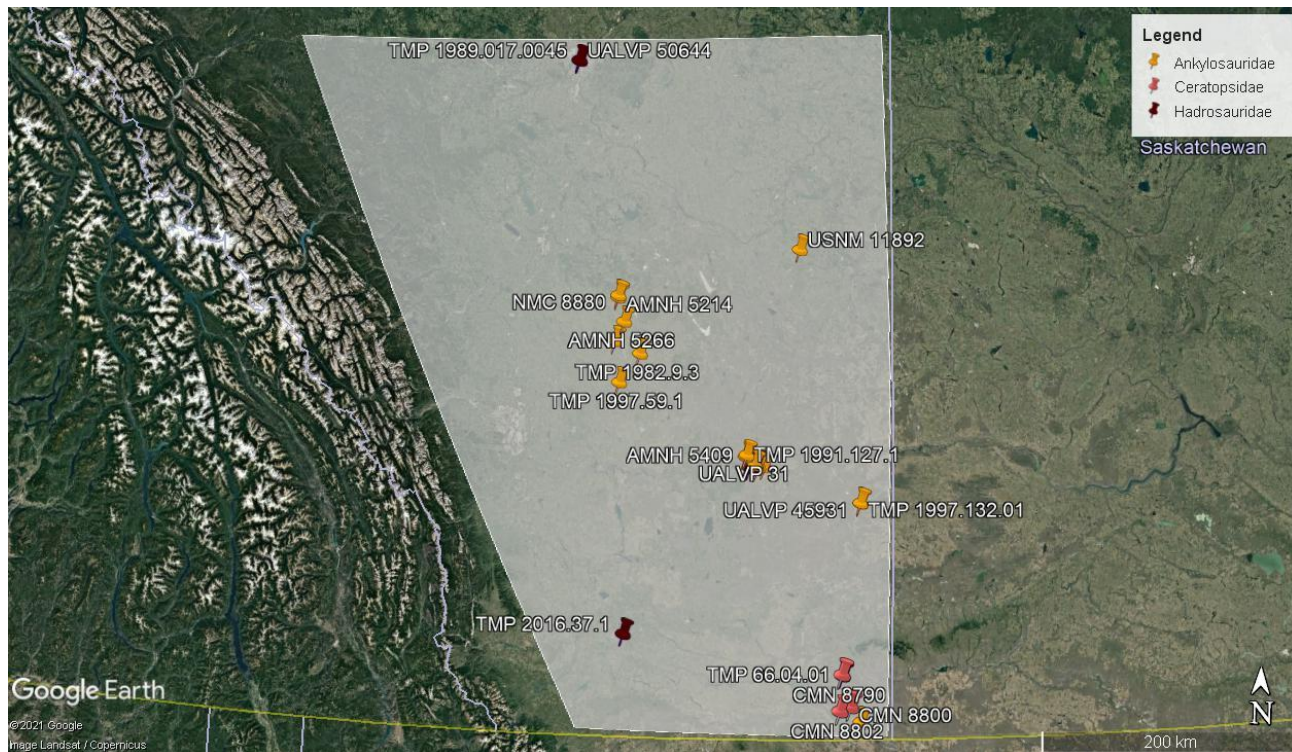 TMP 1989.017.0045 UALVP 50644
Legend
Ankylosauridae
Ceratopsidae
Hadrosauridae
Saskatchewan
USNM 11892
NMC 8880 AMNH 5214
AMNH 5266
TMP 1982.9.3
TMP 1997.59.1
AMNH 5409 TMP 1991.127.1
UALVP 31
UALVP 45931 TMP 1997.132.01
TMP 2016.37.1
TMP 66.04.01
CMN 8790
CMN 8800
CMN 8802
Google Earth
N
©2021 Google
Image Landsat / Copernicus
200 km